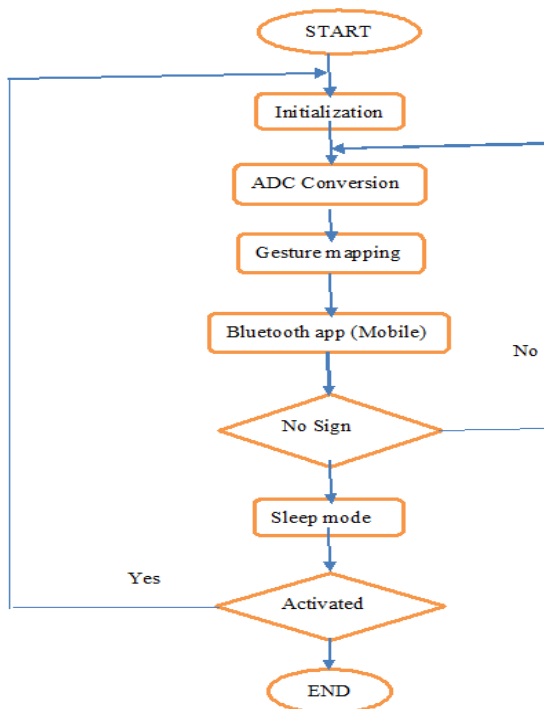 START
Initialization
ADC Conversion
Gesture mapping
Bluetooth app (Mobile)
No
No Sign
Sleep mode
Yes
Activated
END